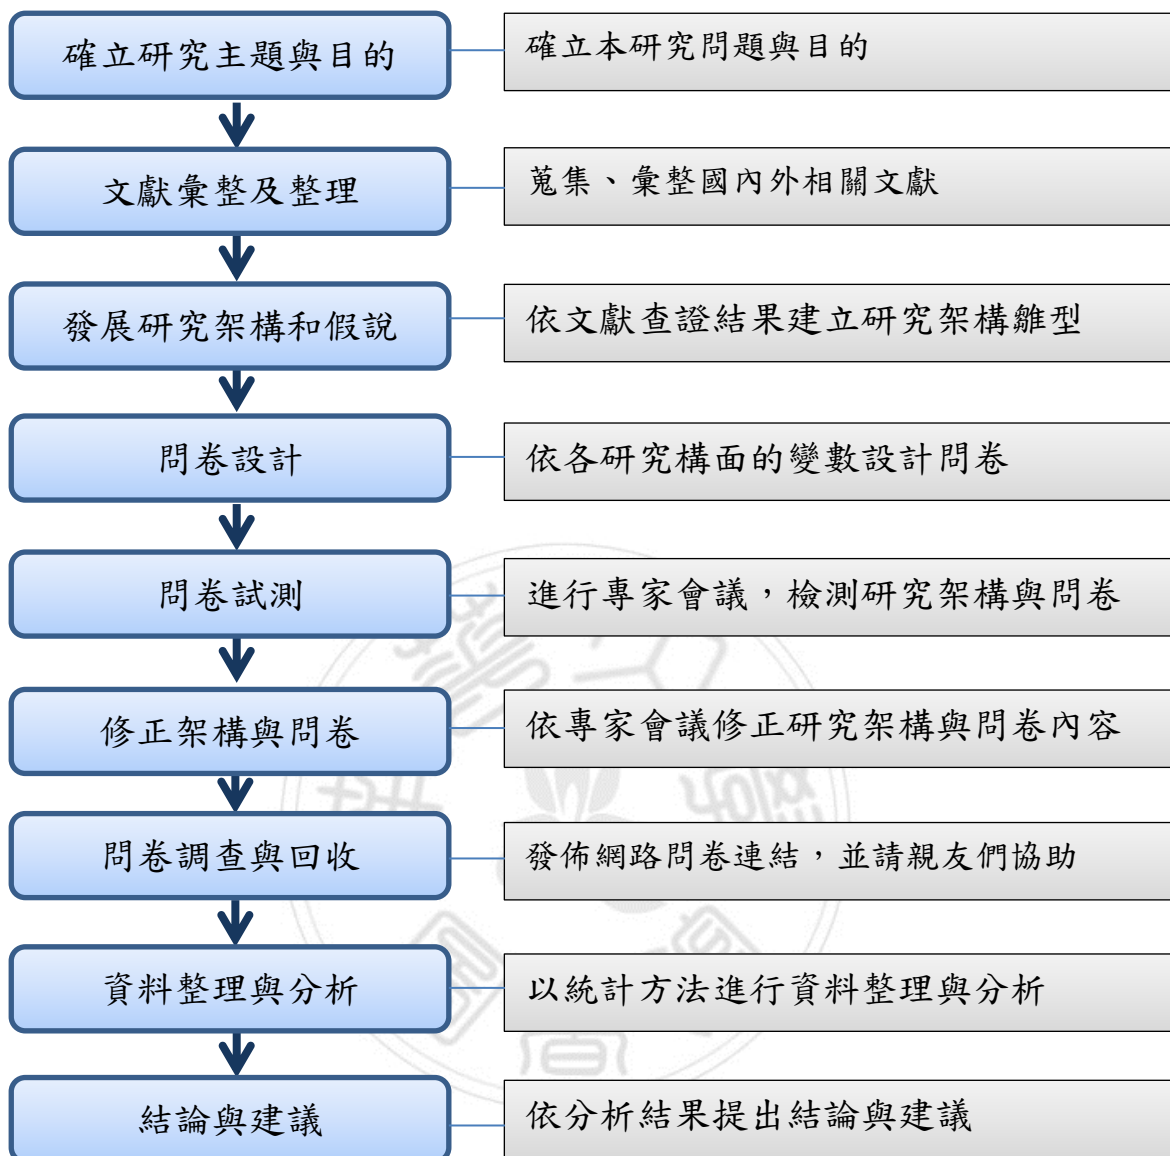 確立研究主題與目的
確立本研究問題與目的
文獻彙整及整理
蒐集、彙整國內外相關文獻
發展研究架構和假說
依文獻查證結果建立研究架構雛型
問卷設計
依各研究構面的變數設計問卷
問卷試測
進行專家會議，檢測研究架構與問卷
修正架構與問卷
依專家會議修正研究架構與問卷內容
問卷調查與回收
發佈網路問卷連結，並請親友們協助
資料整理與分析
以統計方法進行資料整理與分析
結論與建議
依分析結果提出結論與建議